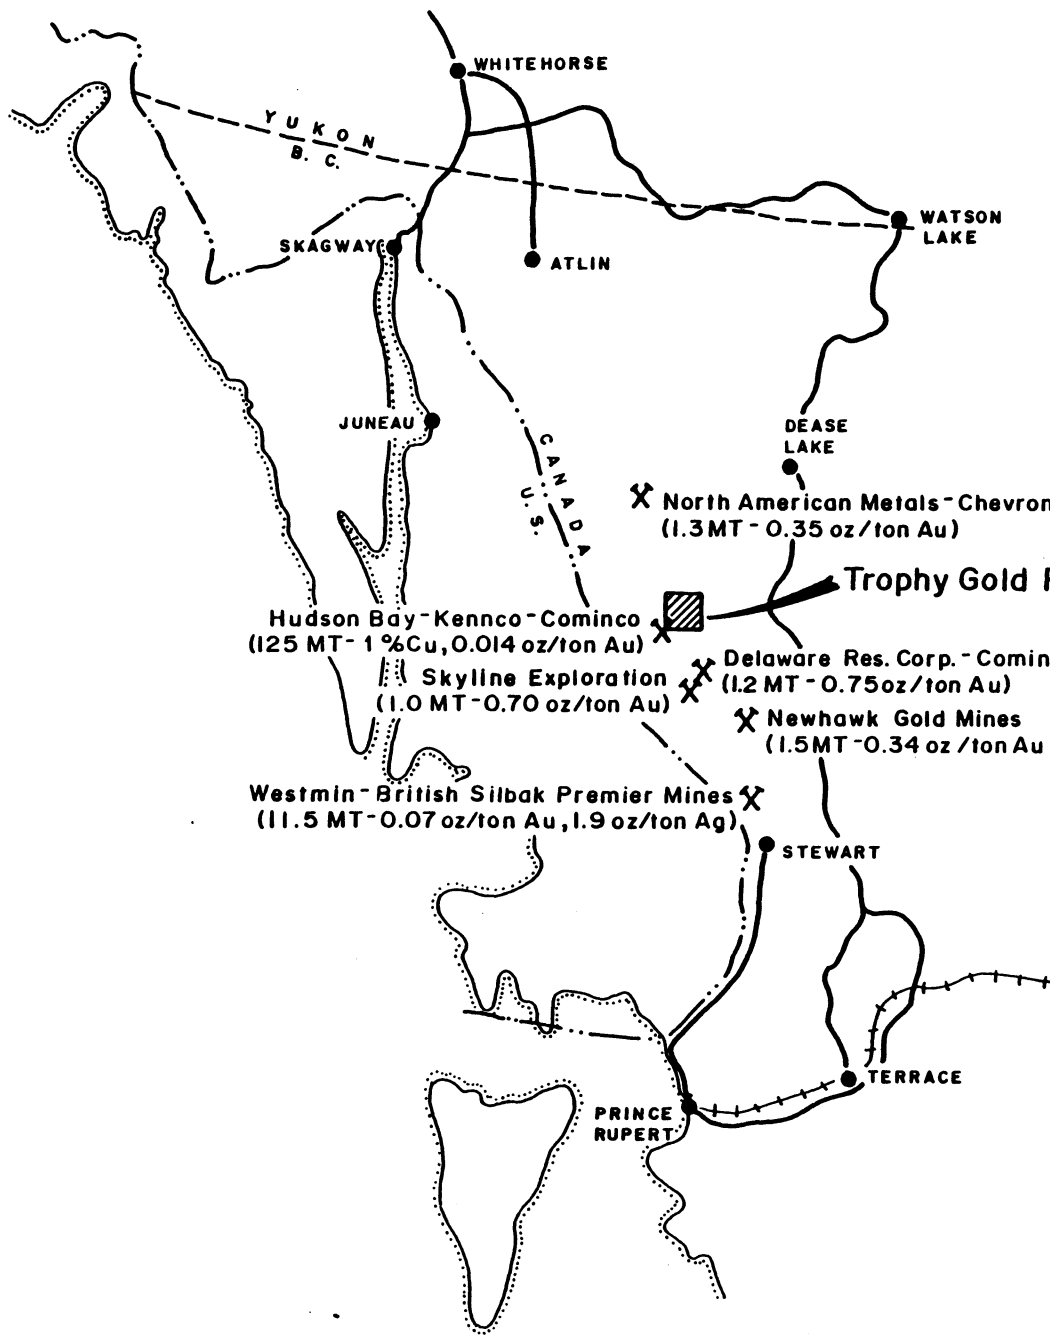 WHITEHORSE
YUKON
B. C.
WATSON
LAKE
SKAGWAY
ATLIN
JUNEAU
DEASE
LAKE
CANADA
U. S.
North American Metals-Chevron
(1.3 MT-0.35 oz/ton Au)
Trophy Gold
Hudson Bay-Kennco-Cominco
(125 MT-1 %Cu, 0.014 oz/ton Au)
Delaware Res. Corp.-Comin
(1.2 MT-0.75 oz/ton Au)
Skyline Exploration
(1.0 MT-0.70 oz/ton Au)
Newhawk Gold Mines
(1.5 MT-0.34 oz/ton Au
Westmin-British Silbak Premier Mines
(11.5 MT-0.07 oz/ton Au, 1.9 oz/ton Ag)
STEWART
TERRACE
PRINCE
RUPERT